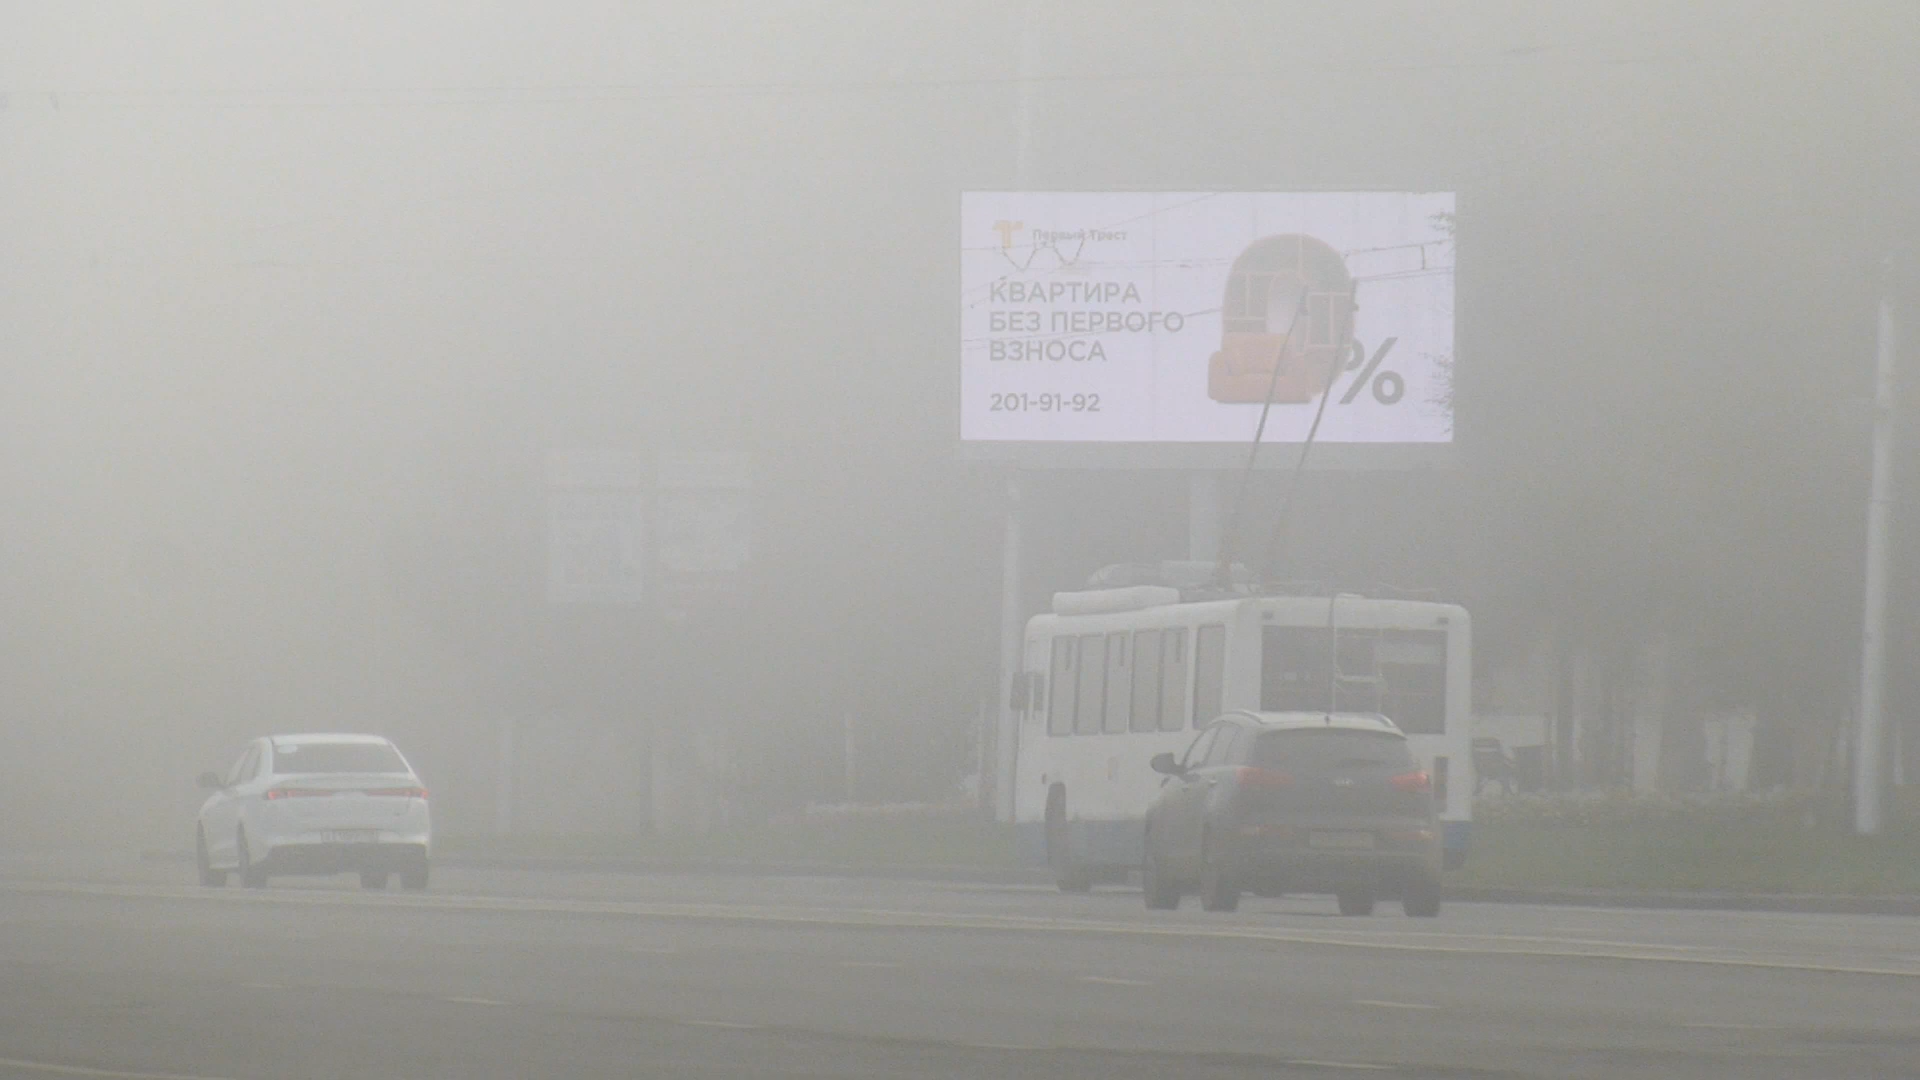 Первый Трест
КВАРТИРА
БЕЗ ПЕРВОГО
ВЗНОСА
%
201-91-92